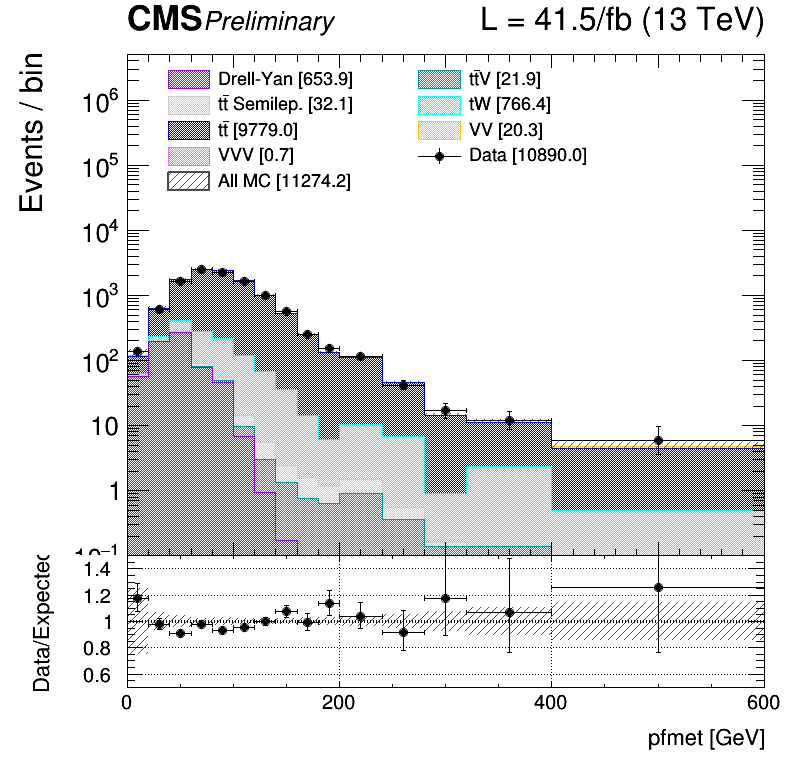 CMS Preliminary L = 41.5/fb (13 TeV)
Events / bin
Drell-Yan [653.9]
tt̄V [21.9]
tt̄ Semilep. [32.1]
tW [766.4]
tt̄ [9779.0]
VV [20.3]
VVV [0.7]
Data [10890.0]
All MC [11274.2]
10⁶
10⁵
10⁴
10³
10²
10
1
10⁻¹
Data/Expected
1.4
1.2
1
0.8
0.6
0 200 400 600
pfmet [GeV]